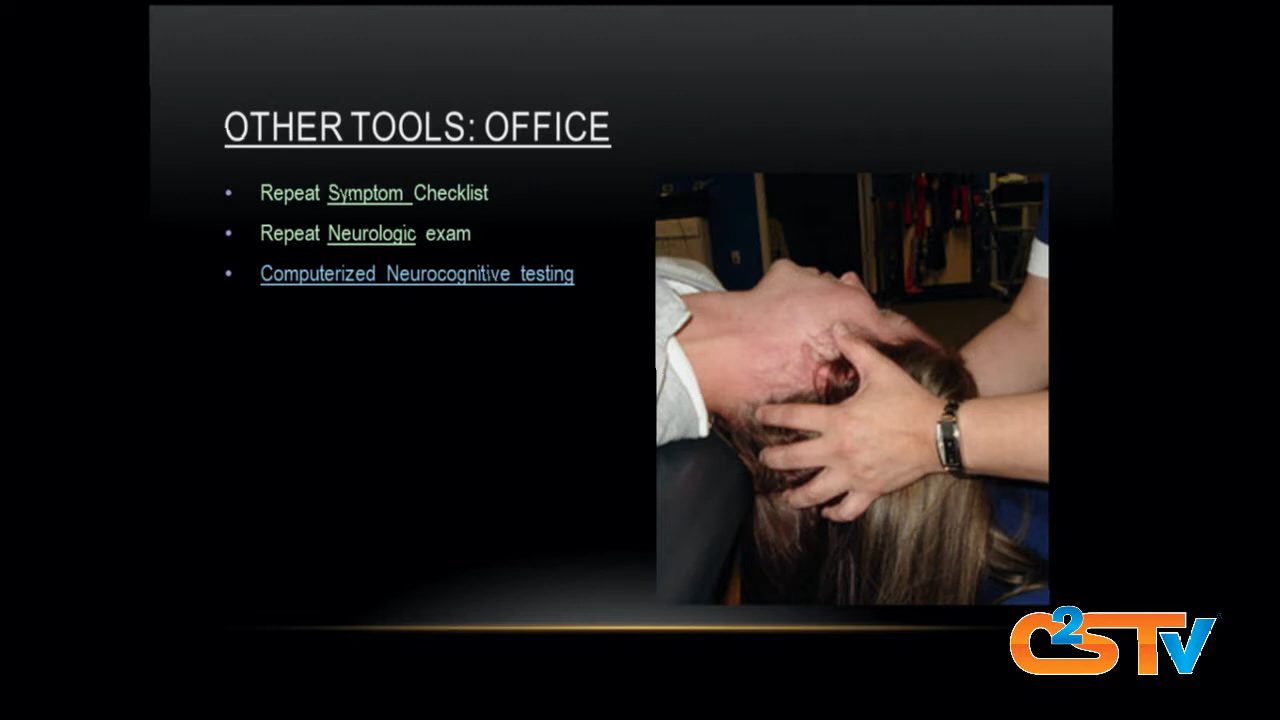 OTHER TOOLS: OFFICE
• Repeat Symptom Checklist
• Repeat Neurologic exam
• Computerized Neurocognitive testing
C2STV